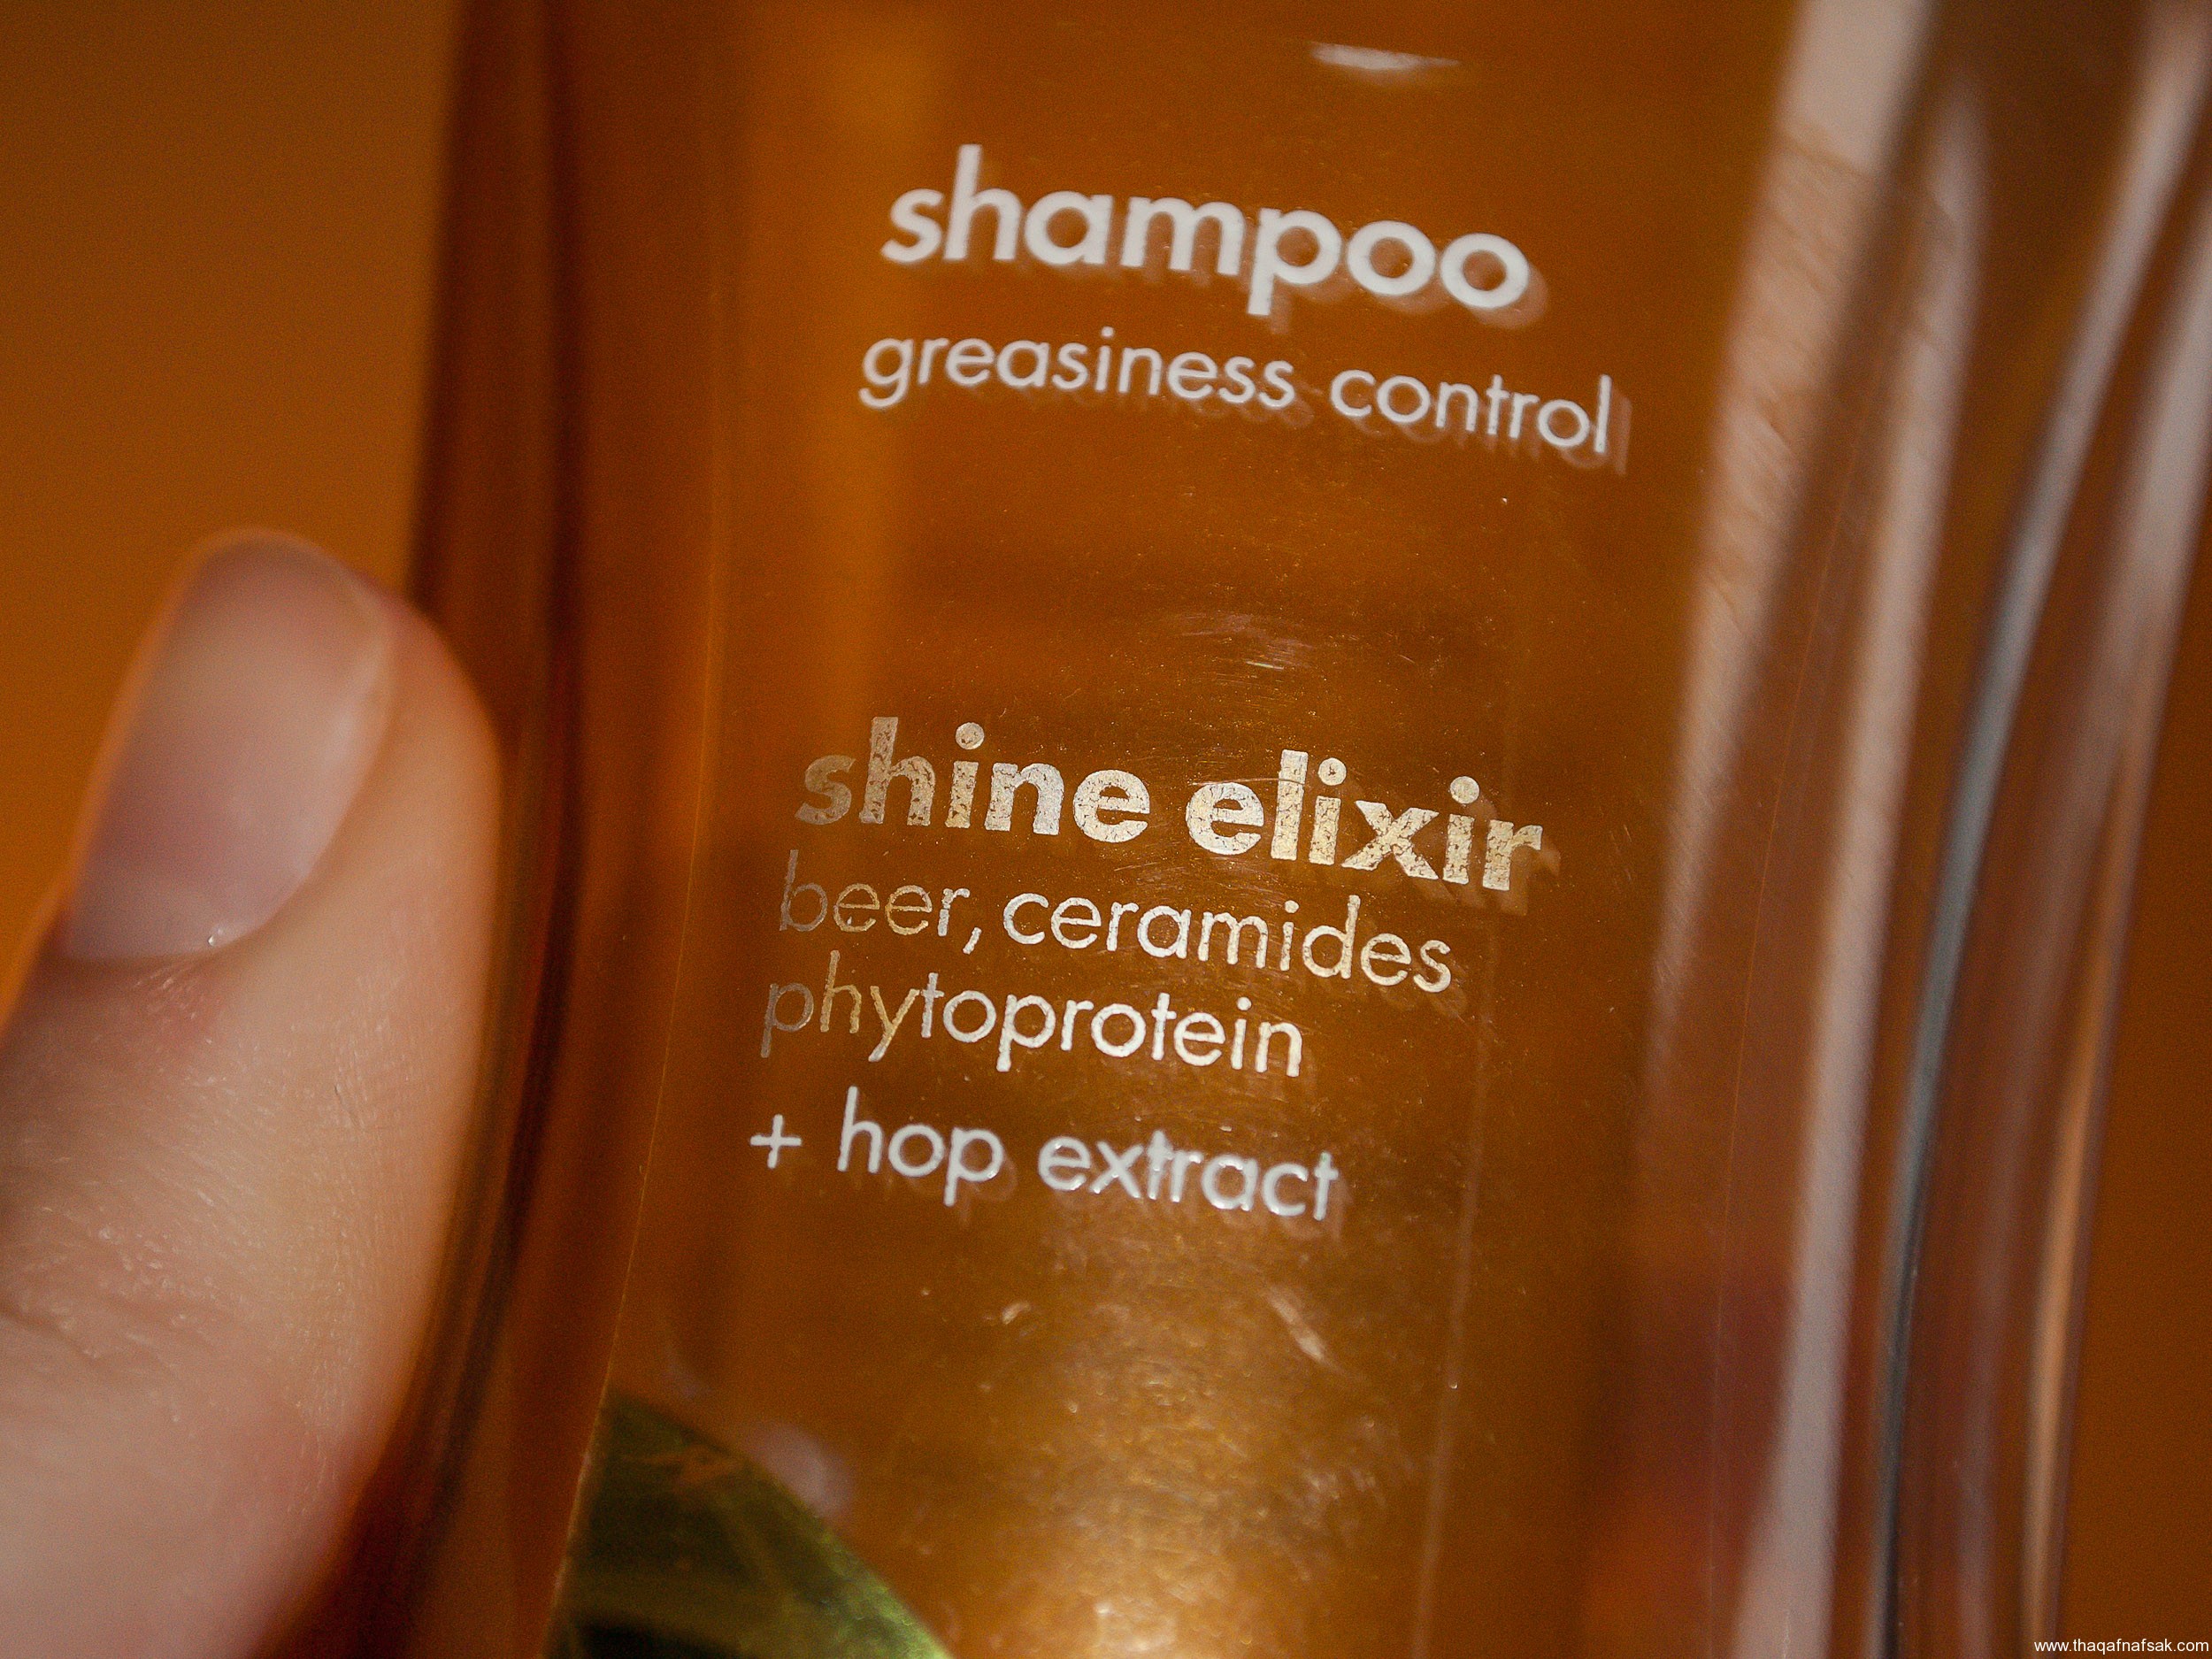 shampoo
greasiness control
shine elixir
beer, ceramides
phytoprotein
+ hop extract
www.thaqafnafsak.com